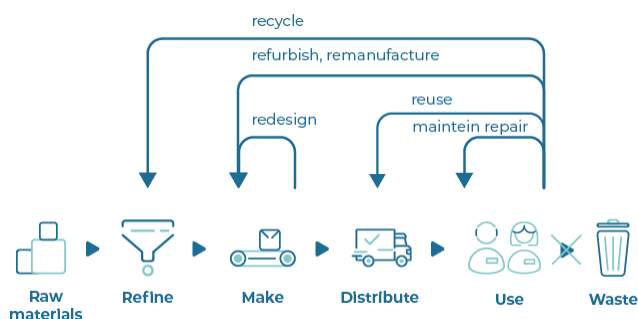 recycle
refurbish, remanufacture
reuse
redesign
maintein repair
Raw
materials
Refine
Make
Distribute
Use
Waste